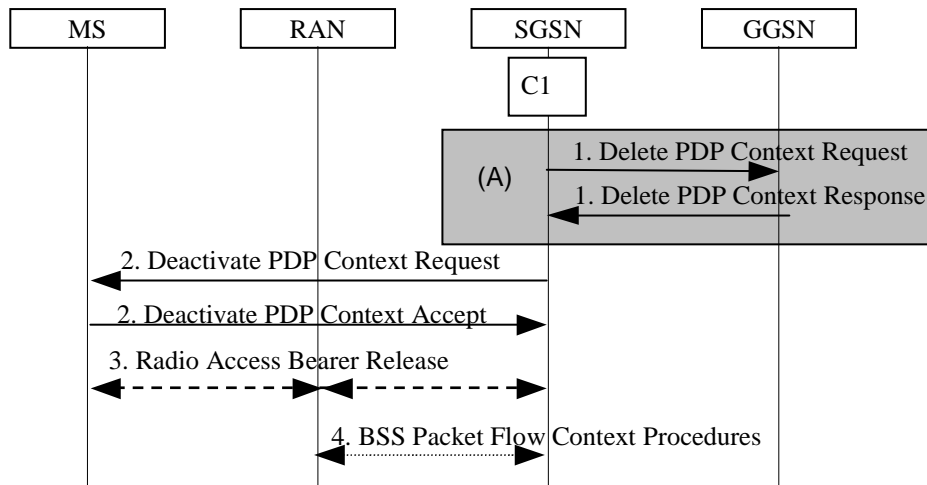 MS
RAN
SGSN
GGSN
C1
(A)
1. Delete PDP Context Request
1. Delete PDP Context Response
2. Deactivate PDP Context Request
2. Deactivate PDP Context Accept
3. Radio Access Bearer Release
4. BSS Packet Flow Context Procedures